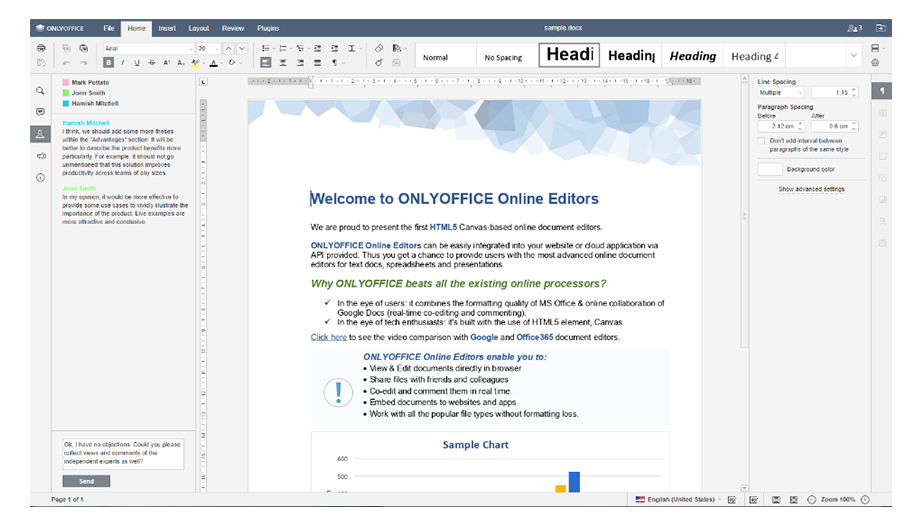 ONLYOFFICE File Home Insert Layout Review Plugins sample.docx 3
Arial 20 Normal No Spacing Headi Heading Heading Heading 4
B I U S
Mark Pottato
Jonn Smith
Hamish Mitchell
Hamish Mitchell
I think, we should add some more theses
within the "Advantages" section. It will be
better to describe the product benefits more
particularly. For example, it should not go
unmentioned that this solution improves
productivity across teams of any sizes.
Jonn Smith
In my opinion, it would be more effective to
provide some use cases to vividly illustrate the
importance of the product. Live examples are
more attractive and conclusive.
Ok, I have no objections. Could you please
collect views and comments of the
independent experts as well?
Send
Welcome to ONLYOFFICE Online Editors
We are proud to present the first HTML5 Canvas-based online document editors.
ONLYOFFICE Online Editors can be easily integrated into your website or cloud application via
API provided. Thus you get a chance to provide users with the most advanced online document
editors for text docs, spreadsheets and presentations.
Why ONLYOFFICE beats all the existing online processors?
✓ In the eye of users: it combines the formatting quality of MS Office & online collaboration of
Google Docs (real-time co-editing and commenting).
✓ In the eye of tech enthusiasts: it's built with the use of HTML5 element, Canvas.
Click here to see the video comparison with Google and Office365 document editors.
ONLYOFFICE Online Editors enable you to:
• View & Edit documents directly in browser
• Share files with friends and colleagues
• Co-edit and comment them in real time
• Embed documents to websites and apps
• Work with all the popular file types without formatting loss.
!
Sample Chart
600
500
Line Spacing
Multiple 1.15
Paragraph Spacing
Before After
2.12 cm 0.6 cm
Don't add interval between
paragraphs of the same style
Background color
Show advanced settings
Page 1 of 1 English (United States) Zoom 100%